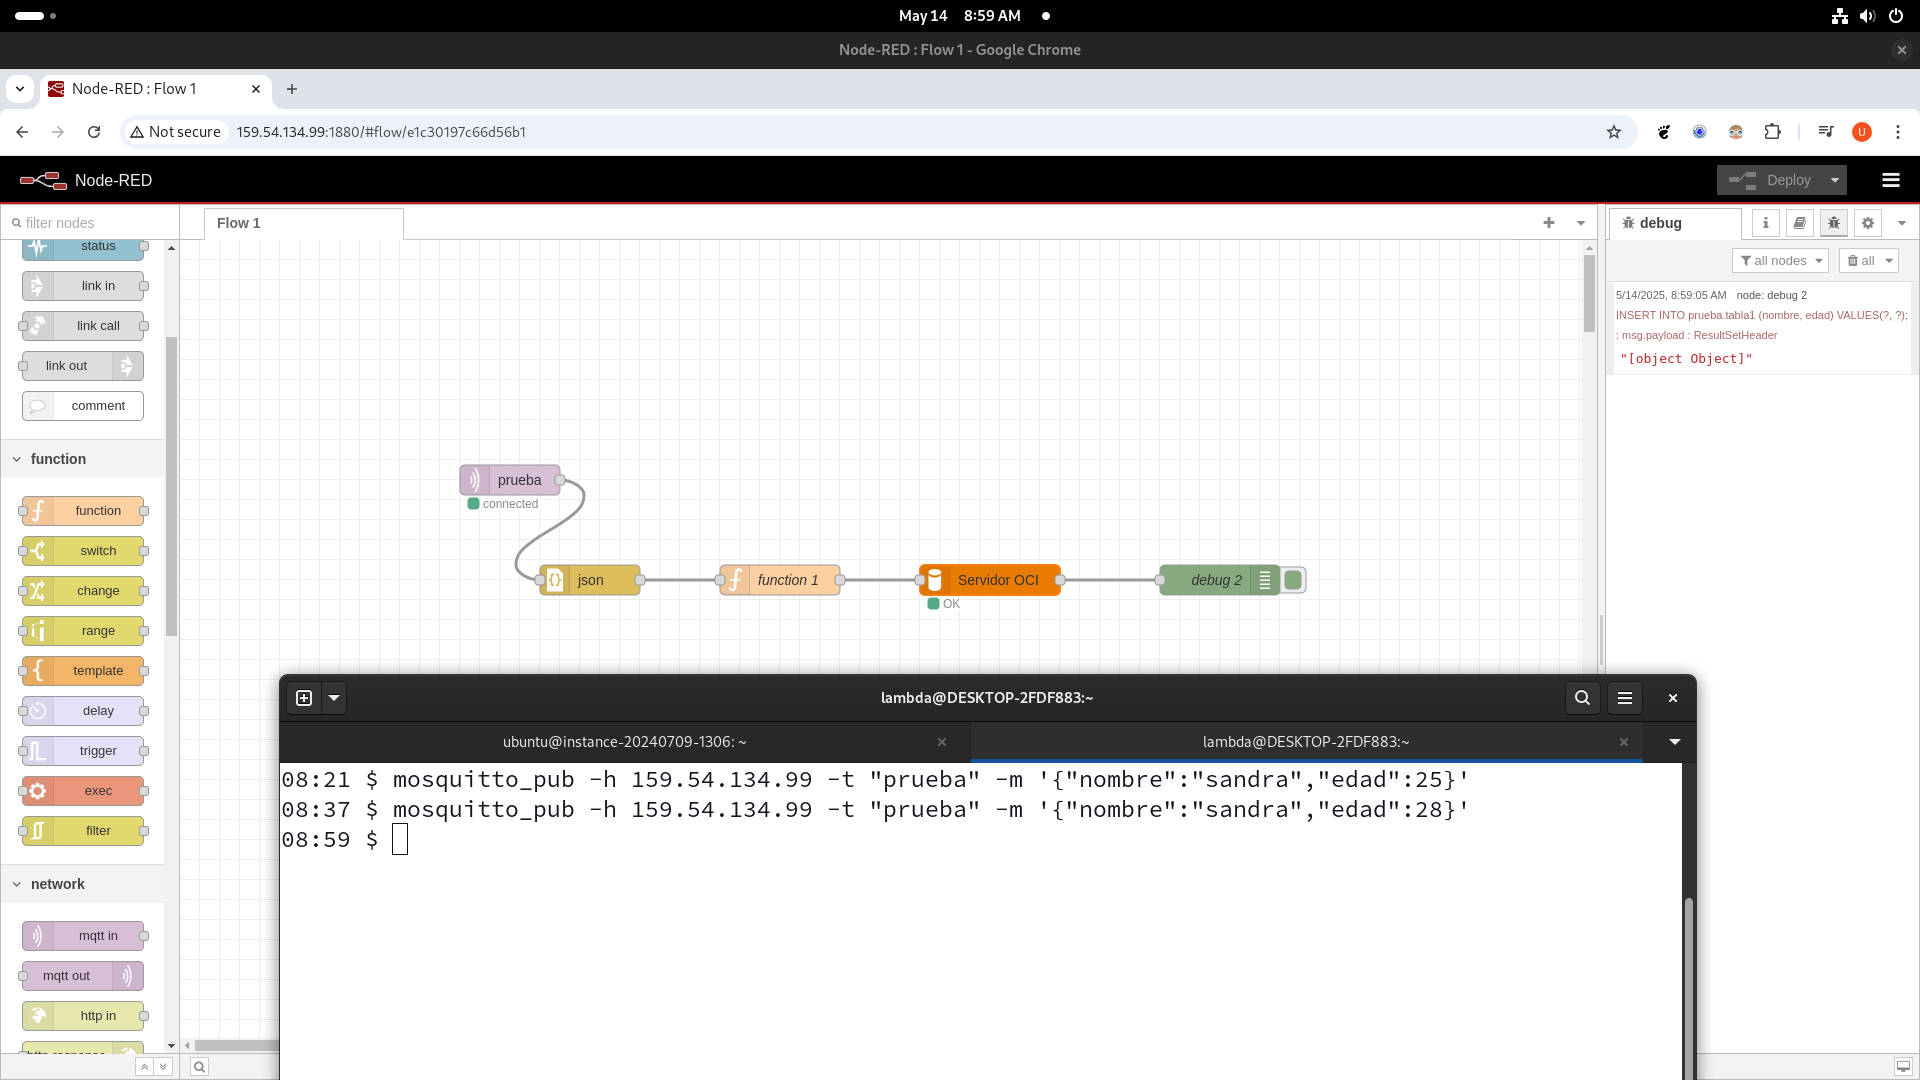 May 14 8:59 AM
Node-RED : Flow 1 - Google Chrome
Node-RED : Flow 1
Not secure 159.54.134.99:1880/#flow/e1c30197c66d56b1
U
Node-RED
Deploy
filter nodes
Flow 1
debug
i
all nodes
all
status
link in
link call
link out
comment
function
function
switch
change
range
template
delay
trigger
exec
filter
network
mqtt in
mqtt out
http in
http response
5/14/2025, 8:59:05 AM node: debug 2
INSERT INTO prueba.tabla1 (nombre, edad) VALUES(?, ?);
: msg.payload : ResultSetHeader
"[object Object]"
prueba
connected
json
function 1
Servidor OCI
OK
debug 2
lambda@DESKTOP-2FDF883:~
ubuntu@instance-20240709-1306: ~
lambda@DESKTOP-2FDF883:~
08:21 $ mosquitto_pub -h 159.54.134.99 -t "prueba" -m '{"nombre":"sandra","edad":25}'
08:37 $ mosquitto_pub -h 159.54.134.99 -t "prueba" -m '{"nombre":"sandra","edad":28}'
08:59 $